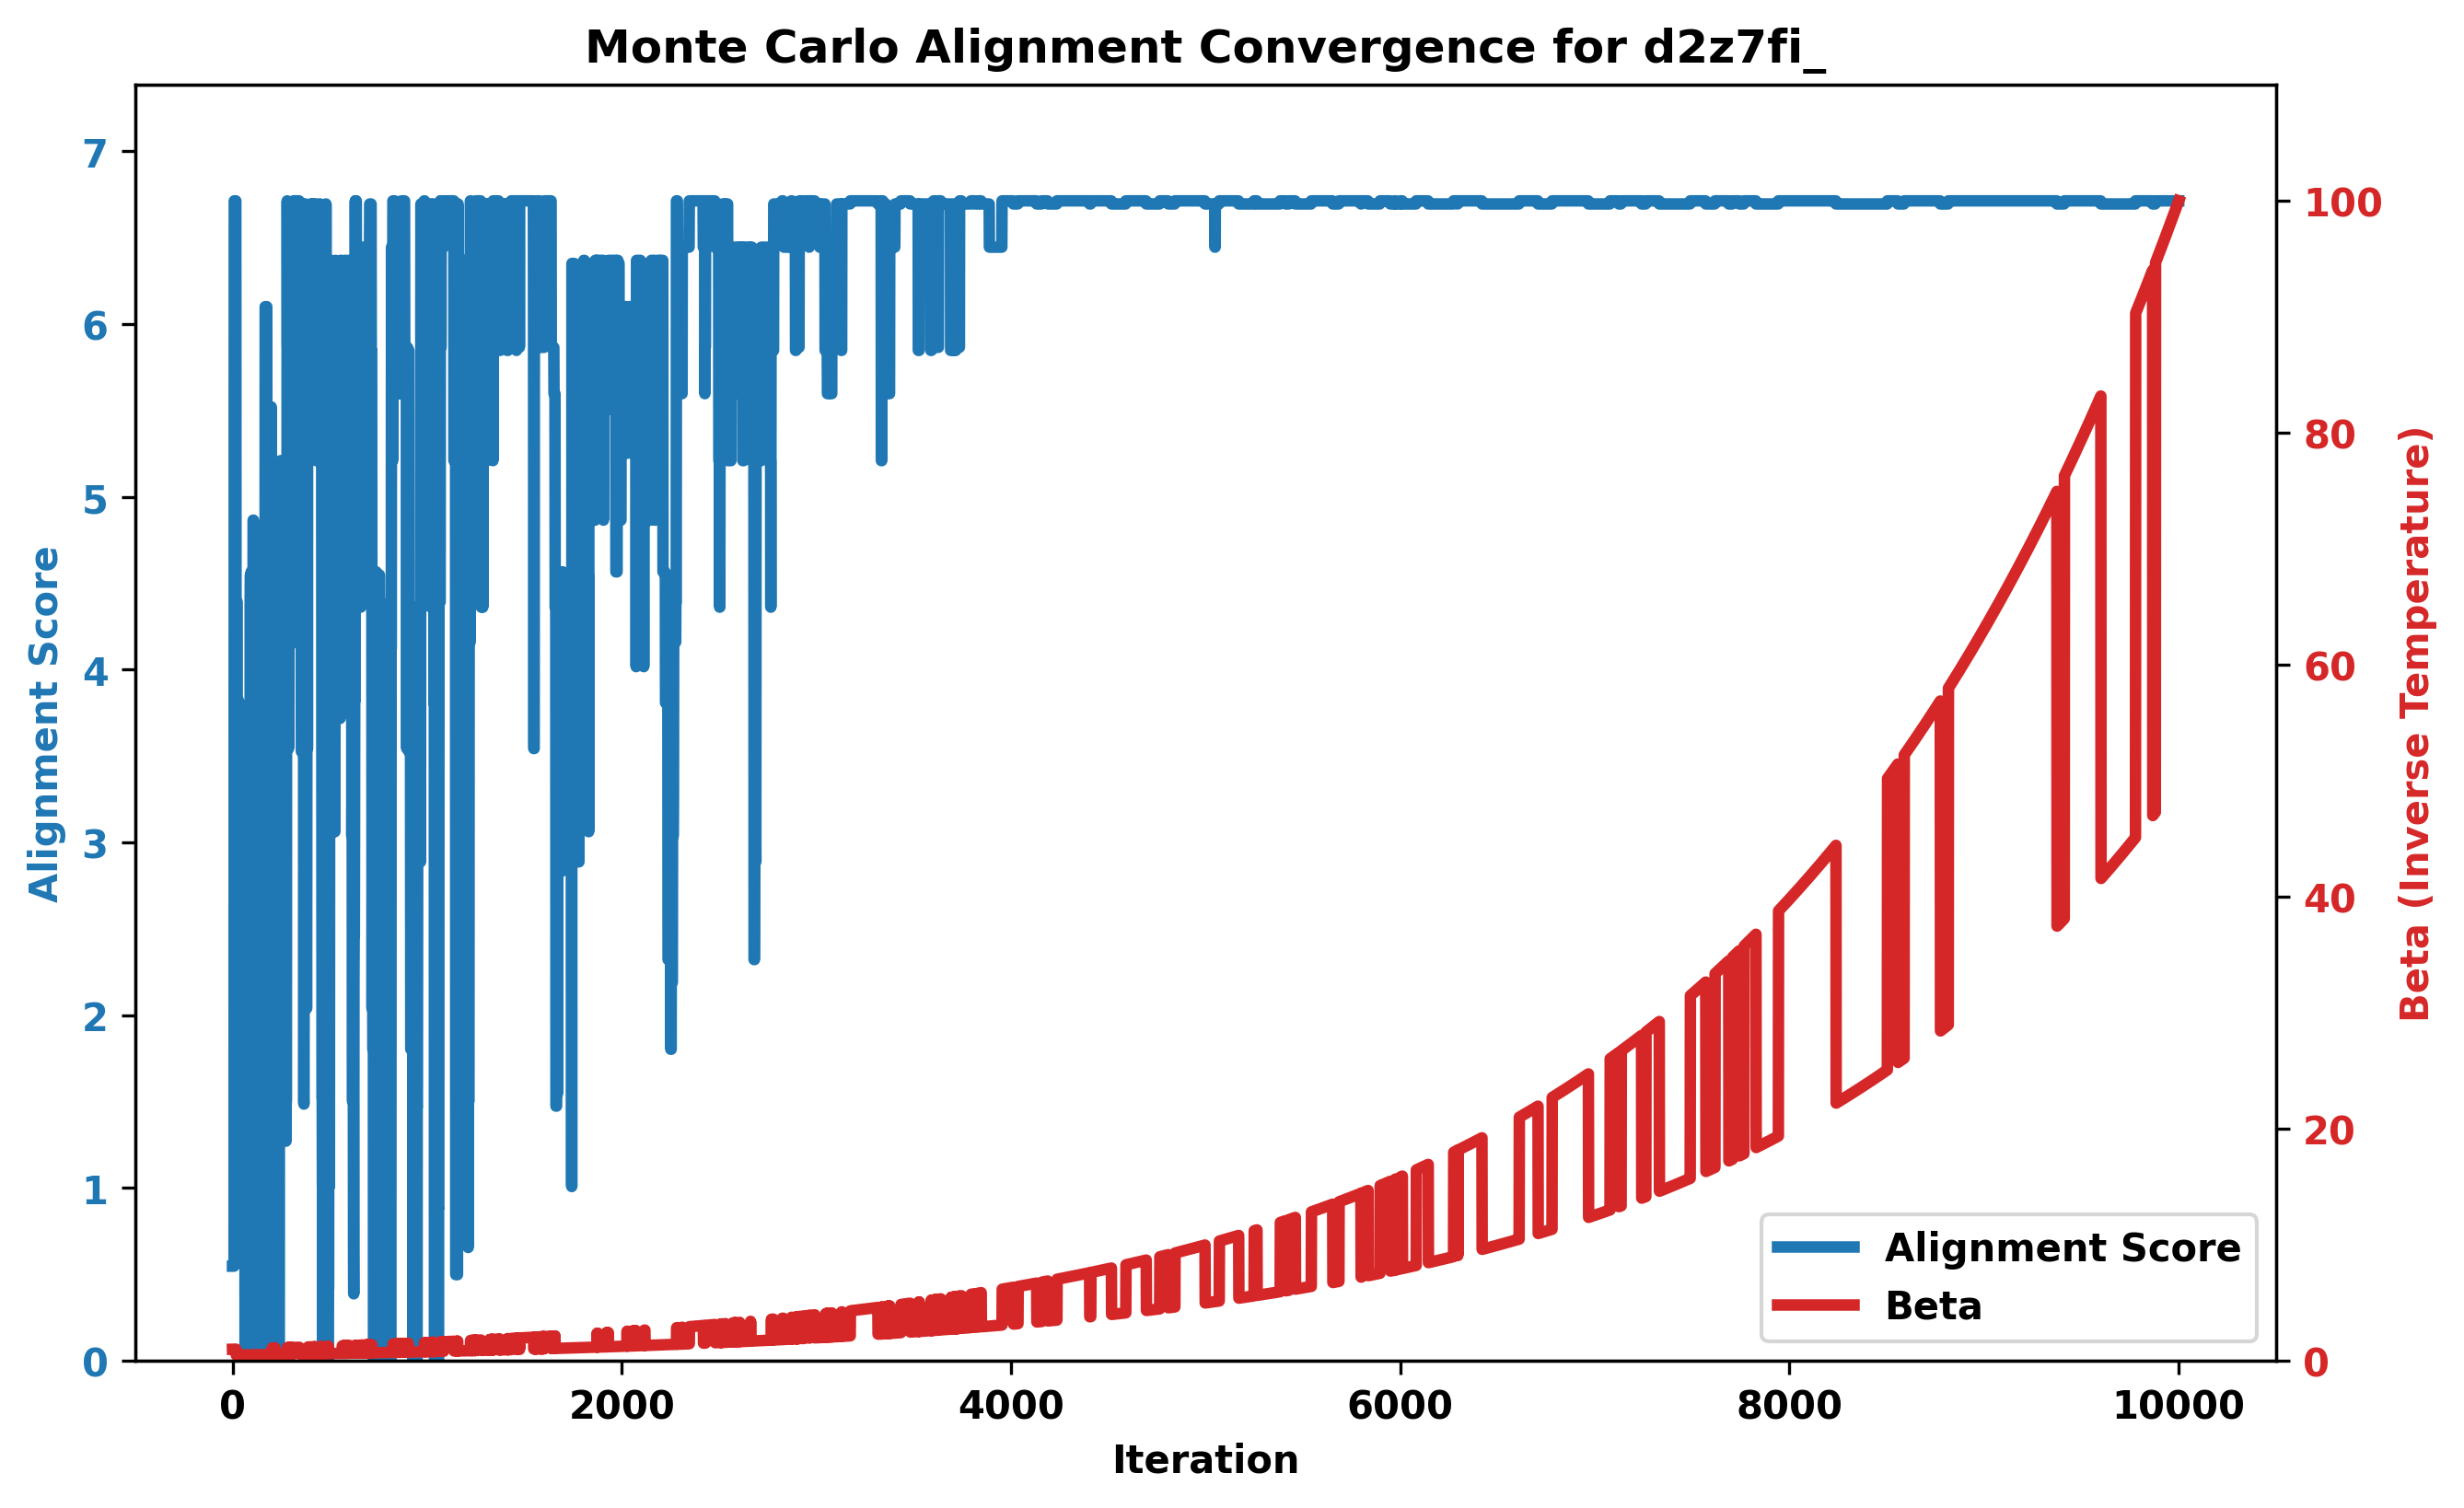 Monte Carlo Alignment Convergence for d2z7fi_
7
6
5
4
3
2
1
0
Alignment Score
100
80
60
40
20
0
Beta (Inverse Temperature)
Alignment Score
Beta
0 2000 4000 6000 8000 10000
Iteration